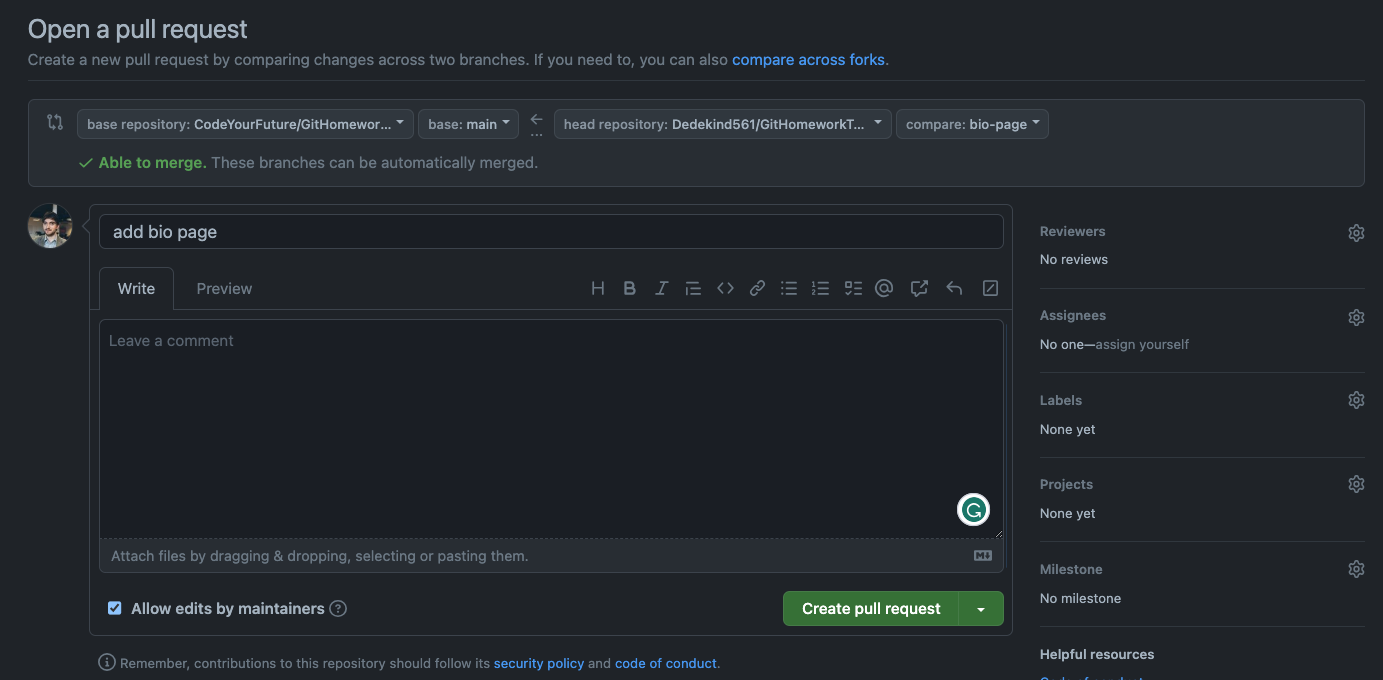 Open a pull request
Create a new pull request by comparing changes across two branches. If you need to, you can also compare across forks.
base repository: CodeYourFuture/GitHomewor... base: main head repository: Dedekind561/GitHomeworkT... compare: bio-page
Able to merge. These branches can be automatically merged.
add bio page
Write Preview
Leave a comment
Attach files by dragging & dropping, selecting or pasting them.
Allow edits by maintainers
Create pull request
Remember, contributions to this repository should follow its security policy and code of conduct.
Reviewers
No reviews
Assignees
No one—assign yourself
Labels
None yet
Projects
None yet
Milestone
No milestone
Helpful resources